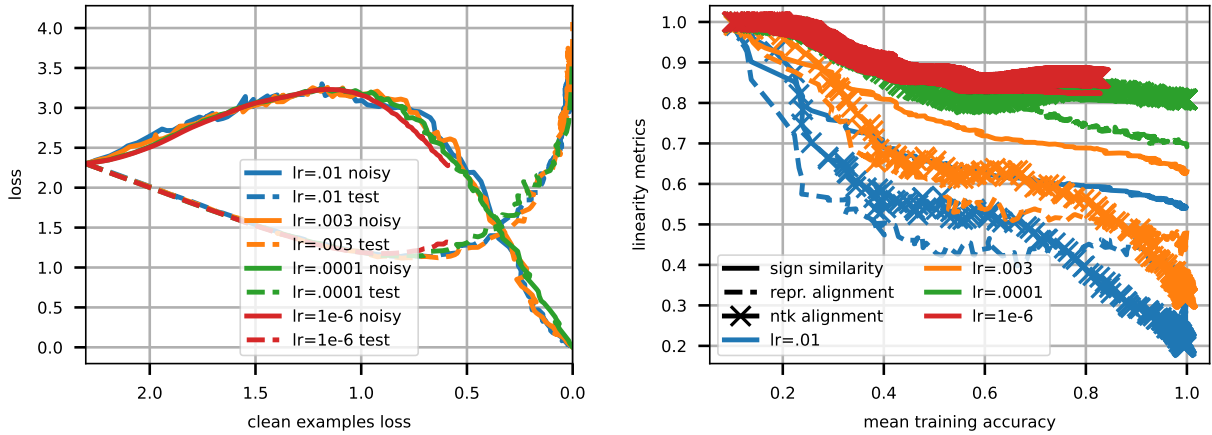 4.0
3.5
3.0
2.5
2.0
1.5
1.0
0.5
0.0
loss
lr=.01 noisy
lr=.01 test
lr=.003 noisy
lr=.003 test
lr=.0001 noisy
lr=.0001 test
lr=1e-6 noisy
lr=1e-6 test
2.0 1.5 1.0 0.5 0.0
clean examples loss
1.0
0.9
0.8
0.7
0.6
0.5
0.4
0.3
0.2
linearity metrics
sign similarity
repr. alignment
ntk alignment
lr=.01
lr=.003
lr=.0001
lr=1e-6
0.2 0.4 0.6 0.8 1.0
mean training accuracy